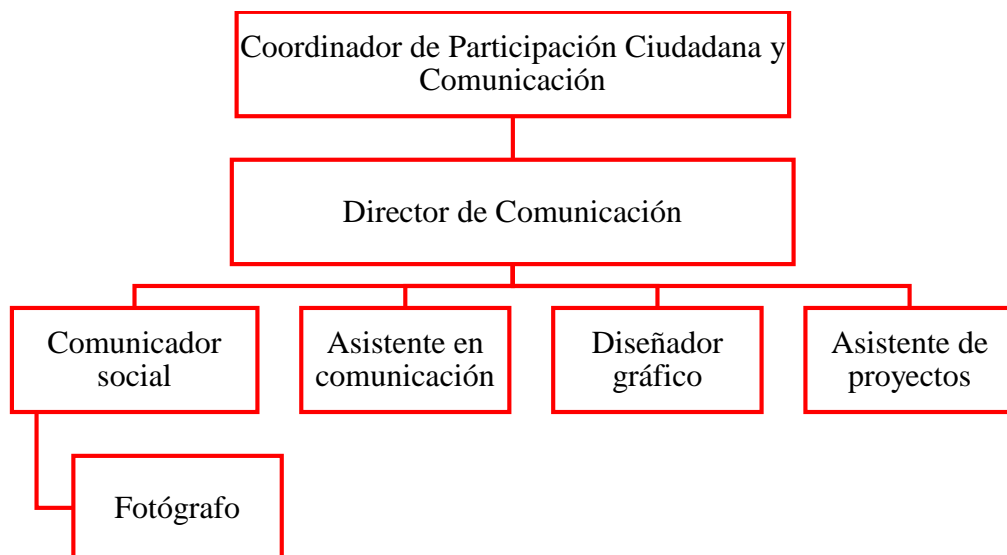 Coordinador de Participación Ciudadana y
Comunicación
Director de Comunicación
Comunicador
social
Asistente en
comunicación
Diseñador
gráfico
Asistente de
proyectos
Fotógrafo